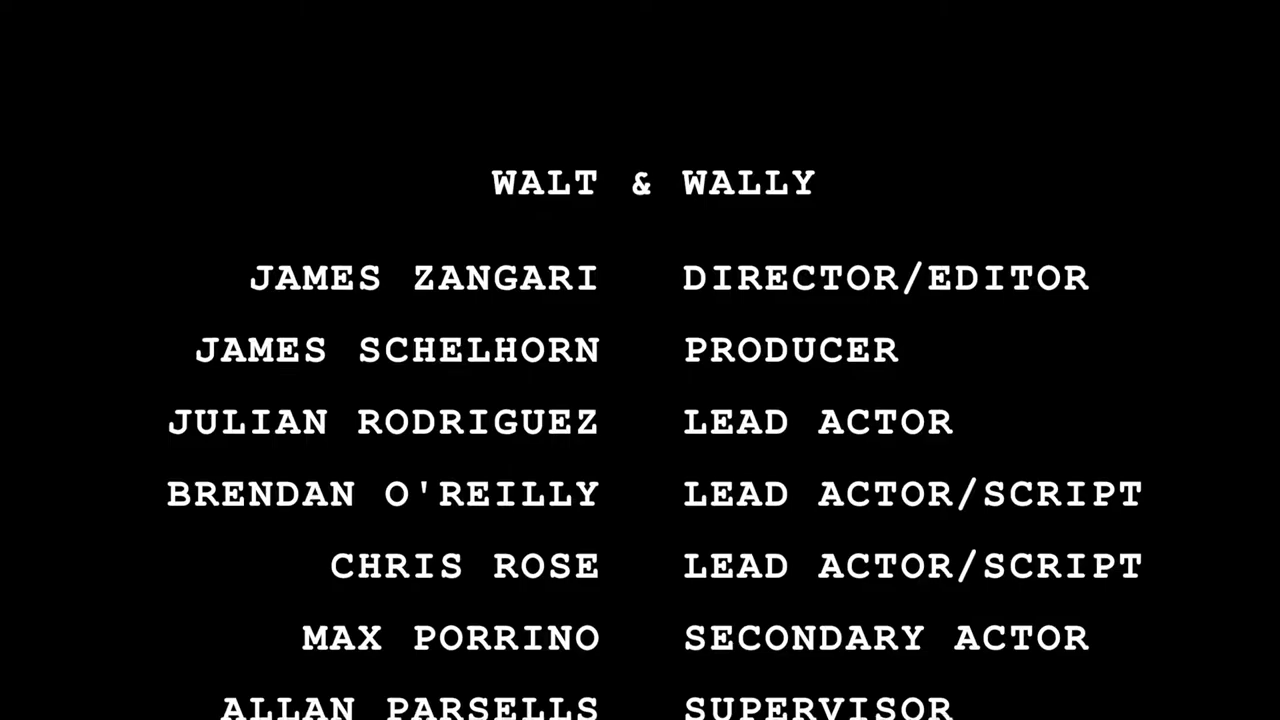 WALT & WALLY
JAMES ZANGARI DIRECTOR/EDITOR
JAMES SCHELHORN PRODUCER
JULIAN RODRIGUEZ LEAD ACTOR
BRENDAN O'REILLY LEAD ACTOR/SCRIPT
CHRIS ROSE LEAD ACTOR/SCRIPT
MAX PORRINO SECONDARY ACTOR
ALLAN PARSELLS SUPERVISOR